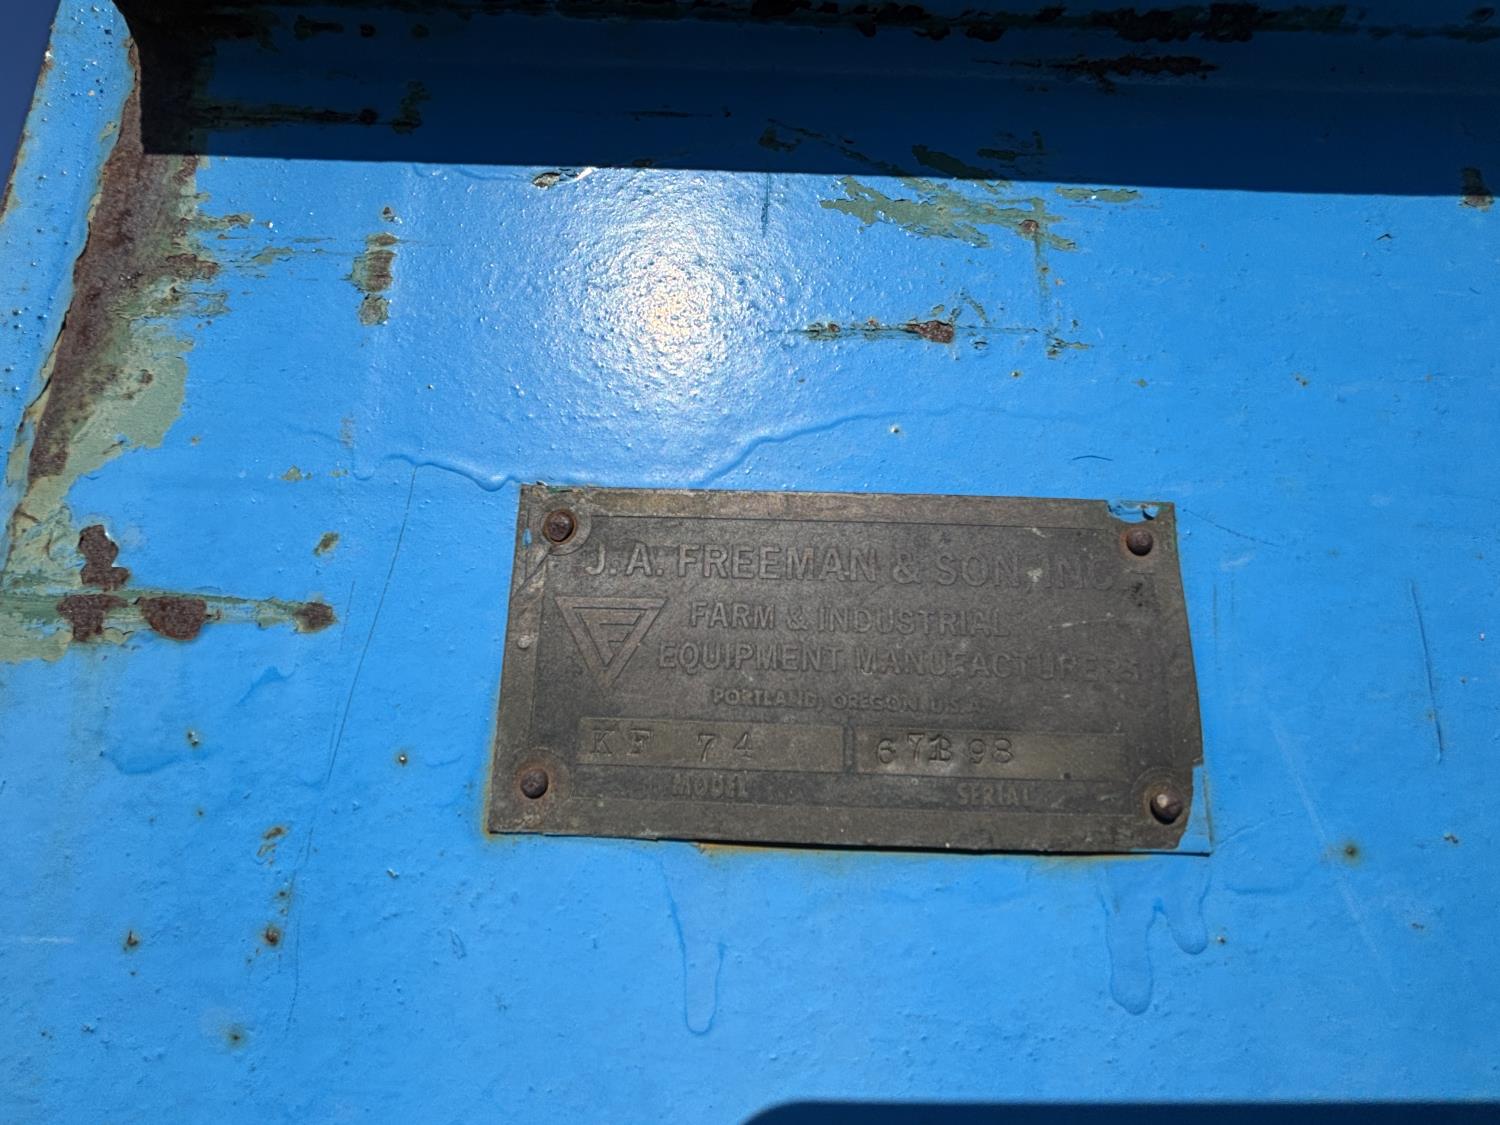 J. A. FREEMAN & SON, INC.
FARM & INDUSTRIAL
EQUIPMENT MANUFACTURERS
PORTLAND, OREGON, U.S.A.
KF 74
MODEL
SERIAL